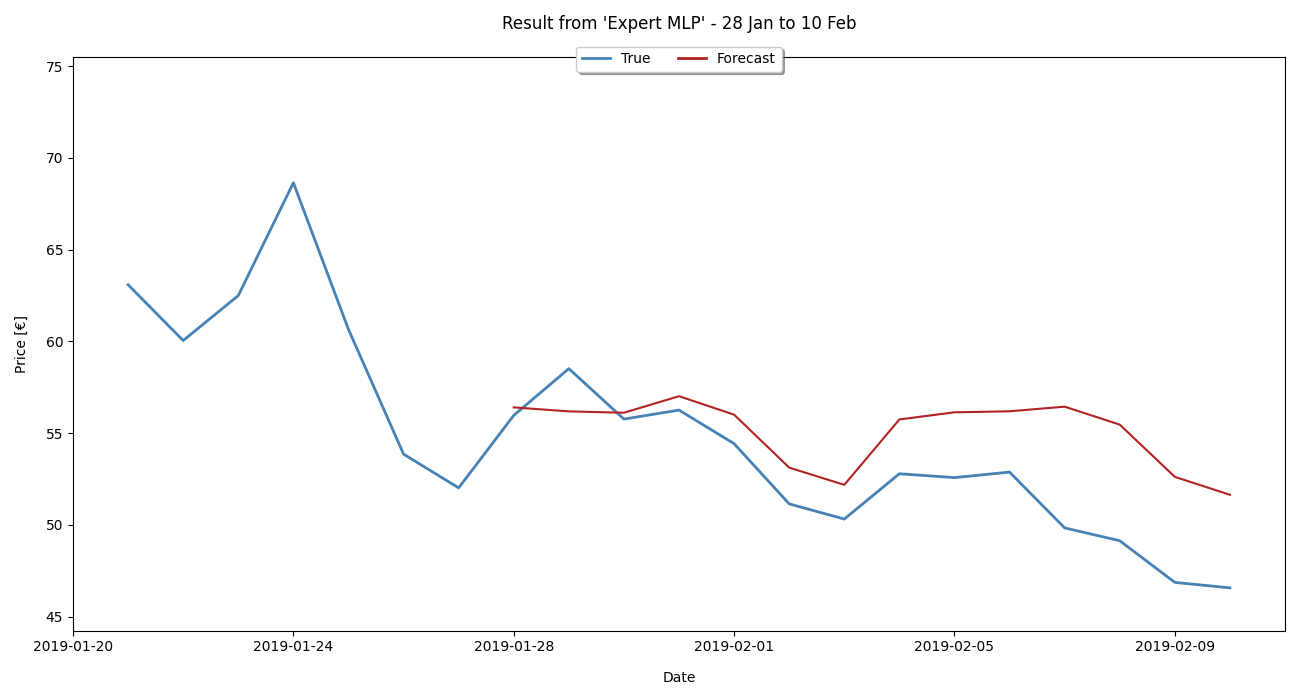 Result from 'Expert MLP' - 28 Jan to 10 Feb
True Forecast
75
70
65
60
55
50
45
Price [€]
2019-01-20 2019-01-24 2019-01-28 2019-02-01 2019-02-05 2019-02-09
Date